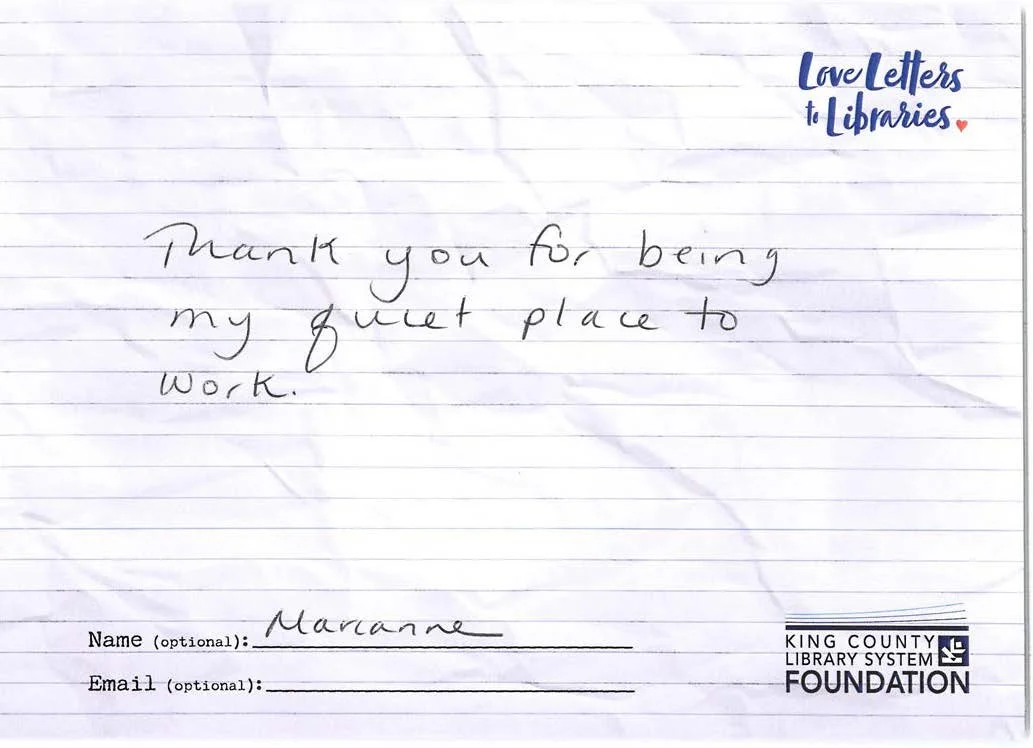 Love Letters
to Libraries
Thank you for being
my quiet place to
work.
Name (optional): Marianne
Email (optional):
KING COUNTY
LIBRARY SYSTEM
FOUNDATION